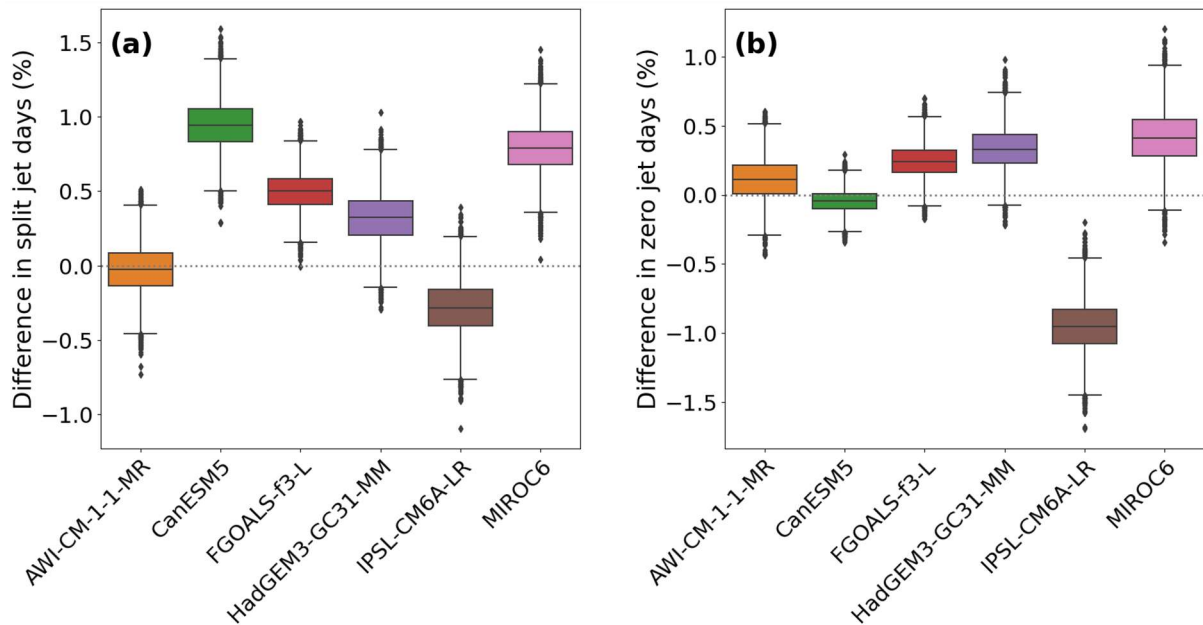 (a)
Difference in split jet days (%)
1.5
1.0
0.5
0.0
−0.5
−1.0
AWI-CM-1-1-MR
CanESM5
FGOALS-f3-L
HadGEM3-GC31-MM
IPSL-CM6A-LR
MIROC6
(b)
Difference in zero jet days (%)
1.0
0.5
0.0
−0.5
−1.0
−1.5
AWI-CM-1-1-MR
CanESM5
FGOALS-f3-L
HadGEM3-GC31-MM
IPSL-CM6A-LR
MIROC6